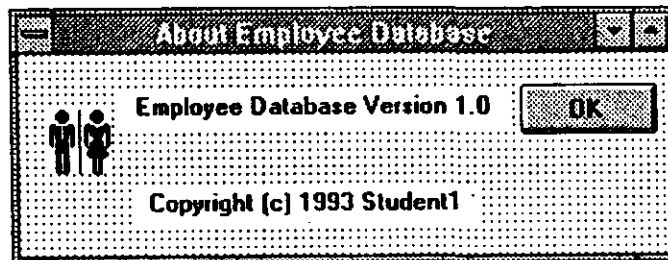 About Employee Database
Employee Database Version 1.0
OK
Copyright (c) 1993 Student1